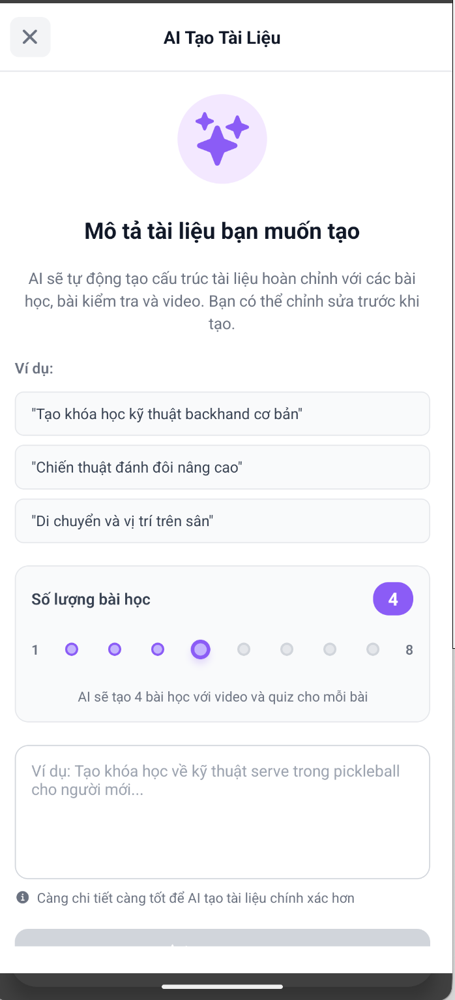 AI Tạo Tài Liệu
Mô tả tài liệu bạn muốn tạo
AI sẽ tự động tạo cấu trúc tài liệu hoàn chỉnh với các bài
học, bài kiểm tra và video. Bạn có thể chỉnh sửa trước khi
tạo.
Ví dụ:
"Tạo khóa học kỹ thuật backhand cơ bản"
"Chiến thuật đánh đôi nâng cao"
"Di chuyển và vị trí trên sân"
Số lượng bài học
4
1
8
AI sẽ tạo 4 bài học với video và quiz cho mỗi bài
Ví dụ: Tạo khóa học về kỹ thuật serve trong pickleball
cho người mới...
Càng chi tiết càng tốt để AI tạo tài liệu chính xác hơn